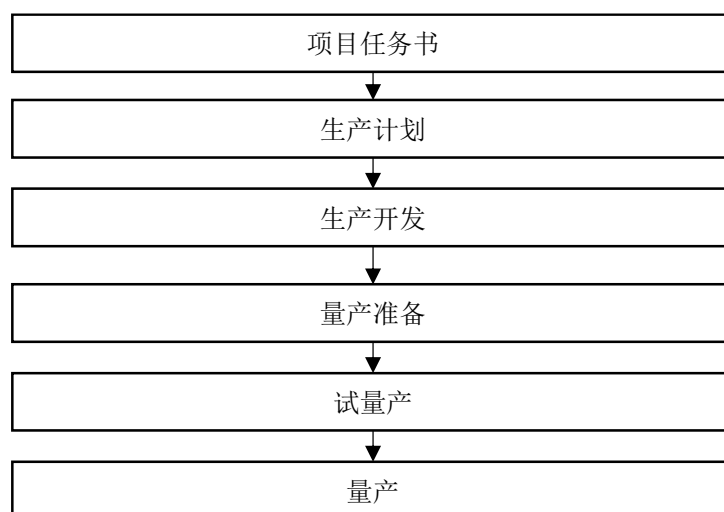 项目任务书
生产计划
生产开发
量产准备
试量产
量产